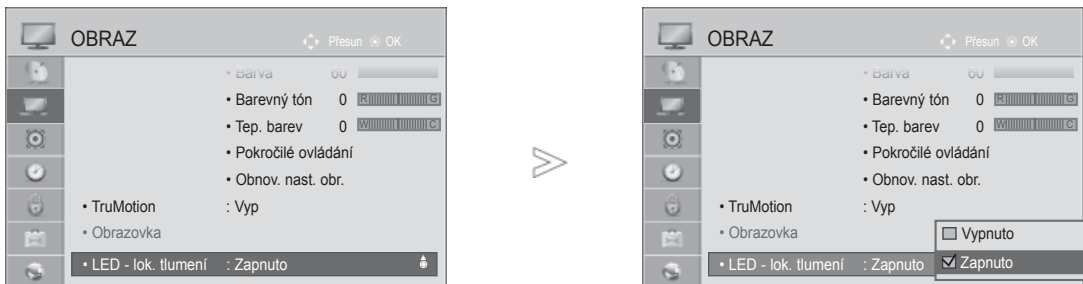 OBRAZ
Přesun OK
• Barva 60
• Barevný tón 0 R G
• Tep. barev 0 W C
• Pokročilé ovládání
• Obnov. nast. obr.
• TruMotion : Vyp
• Obrazovka
• LED - lok. tlumení : Zapnuto
OBRAZ
Přesun OK
• Barva 60
• Barevný tón 0 R G
• Tep. barev 0 W C
• Pokročilé ovládání
• Obnov. nast. obr.
• TruMotion : Vyp
• Obrazovka
Vypnuto
• LED - lok. tlumení : Zapnuto
Zapnuto